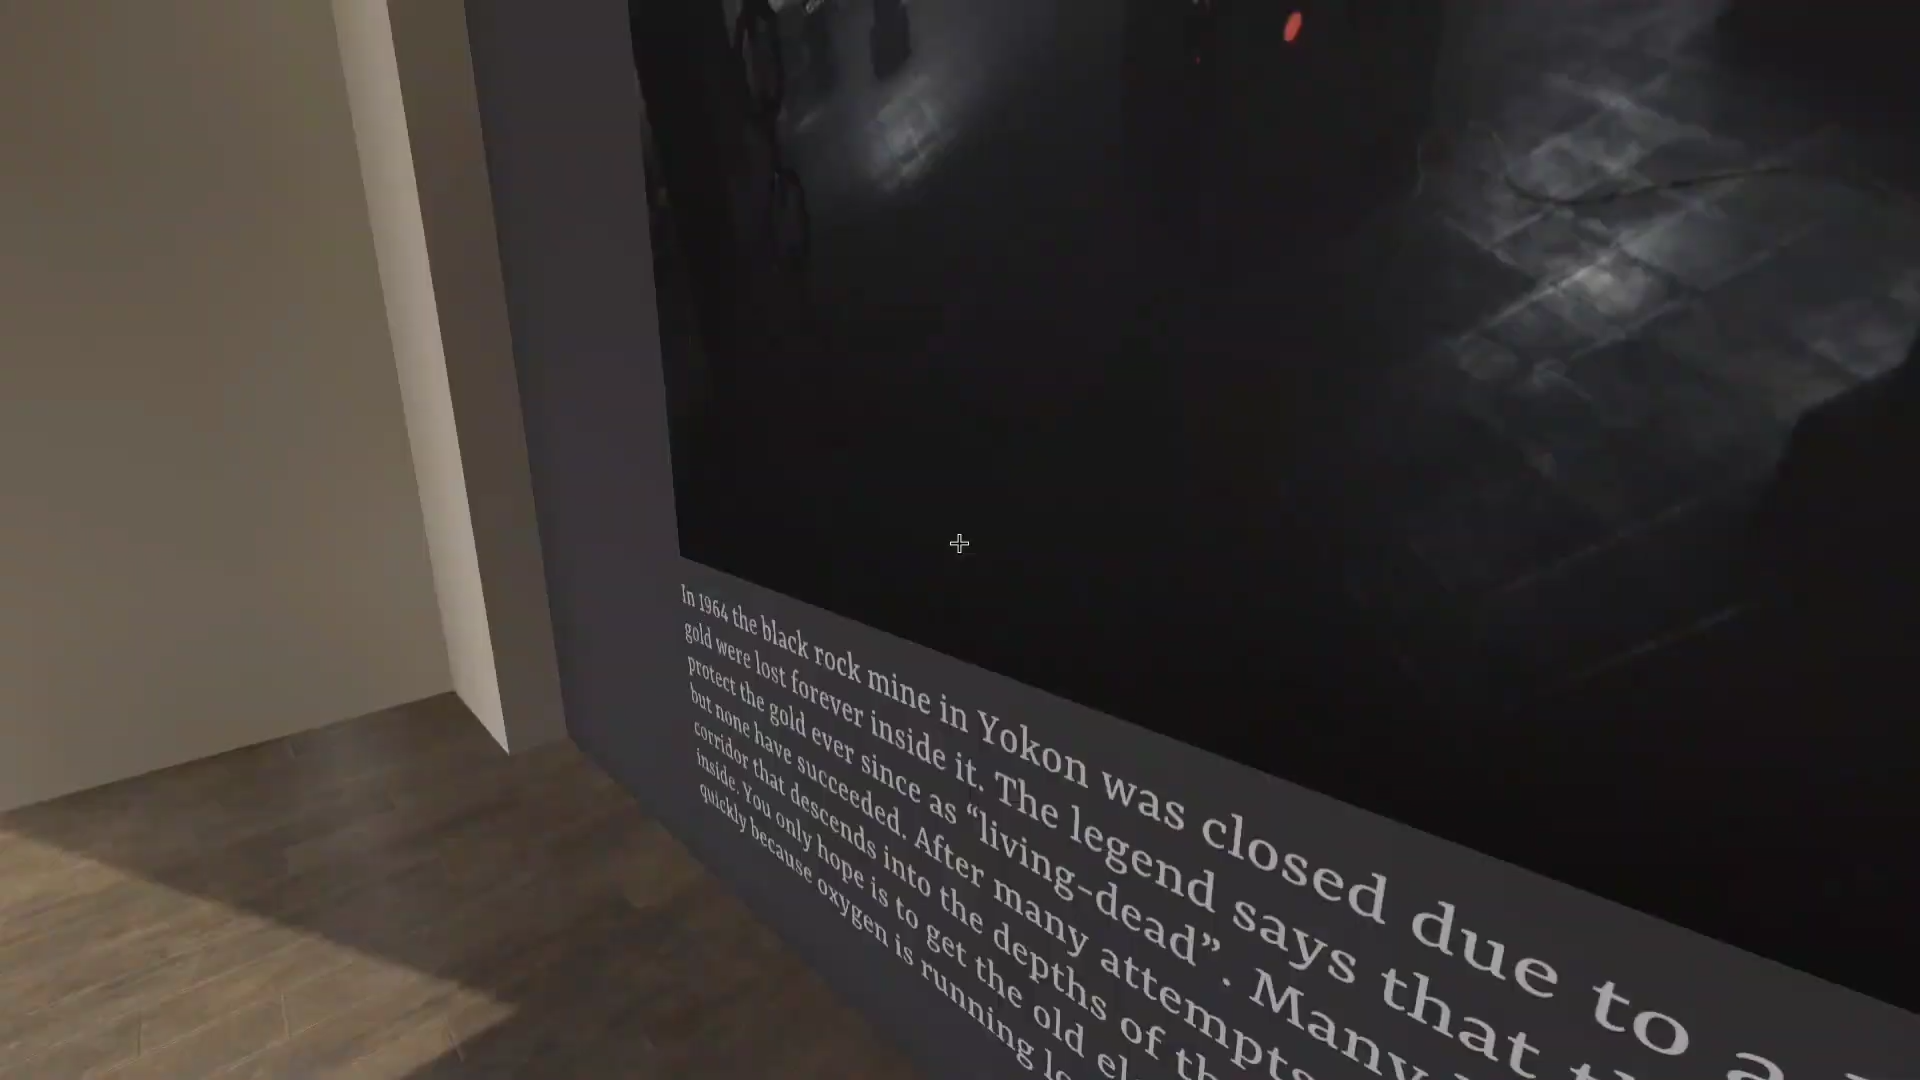 In 1964 the black rock mine in Yokon was closed due to a
gold were lost forever inside it. The legend says that
protect the gold ever since as “living-dead”. Many
but none have succeeded. After many attempts
corridor that descends into the depths of
inside. You only hope is to get the old
quickly because oxygen is running